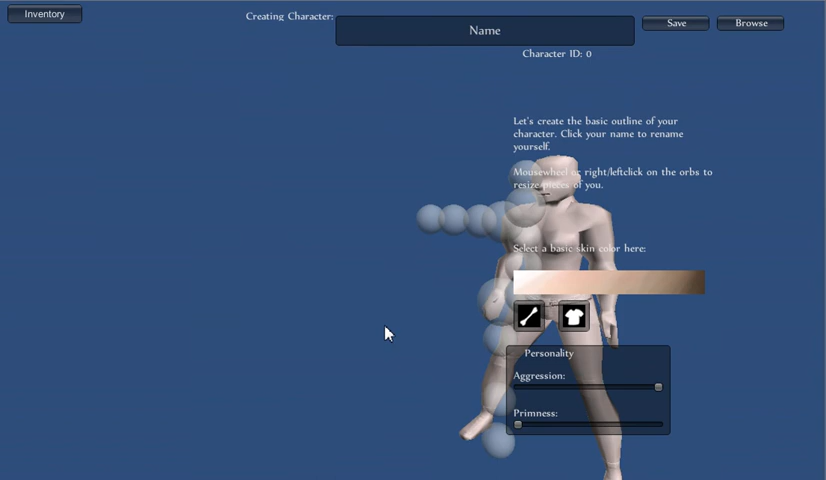 Inventory
Creating Character:
Name
Save
Browse
Character ID: 0
Let's create the basic outline of your
character. Click your name to rename
yourself.
Mousewheel or right/leftclick on the orbs to
resize pieces of you.
Select a basic skin color here:
Personality
Aggression:
Primness: